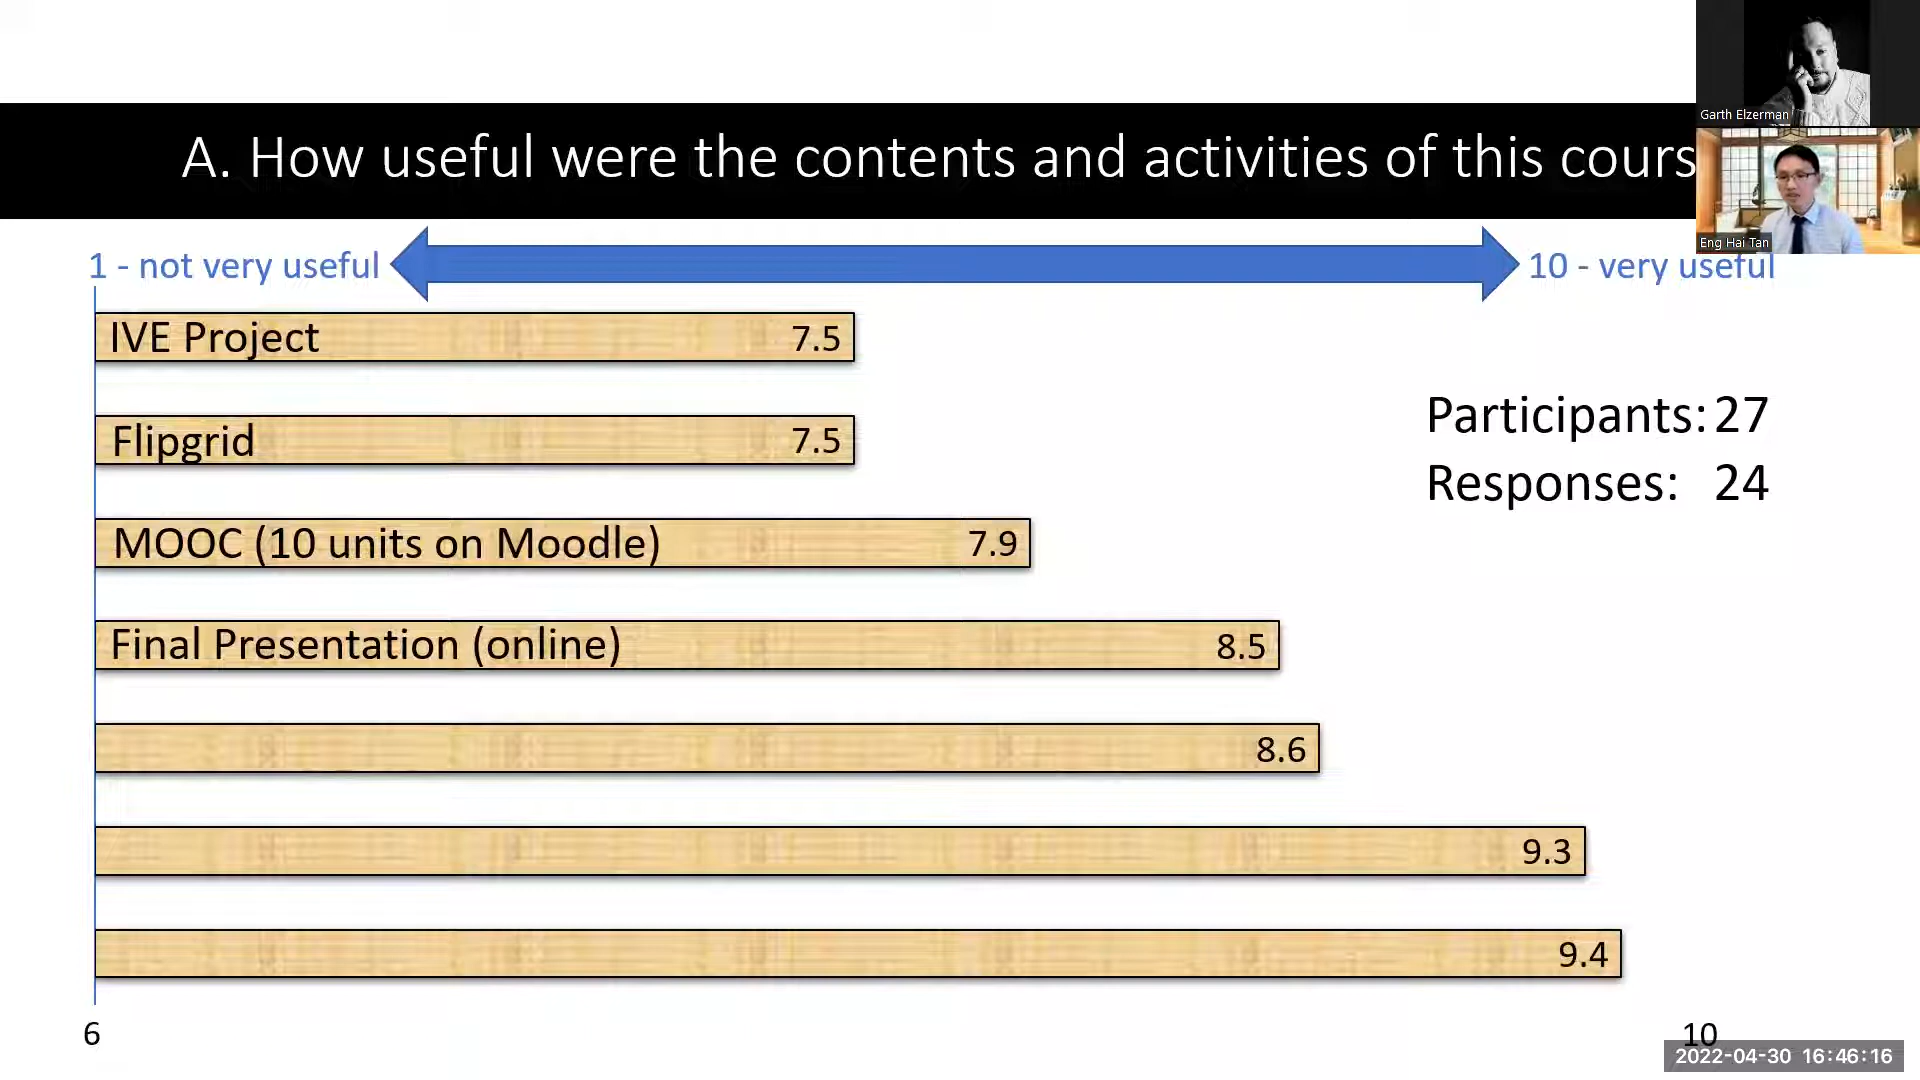 Garth Elzerman
A. How useful were the contents and activities of this cours
Eng Hai Tan
1 - not very useful
10 - very useful
IVE Project 7.5
Flipgrid 7.5
MOOC (10 units on Moodle) 7.9
Final Presentation (online) 8.5
8.6
9.3
9.4
Participants: 27
Responses: 24
6
10
2022-04-30 16:46:16